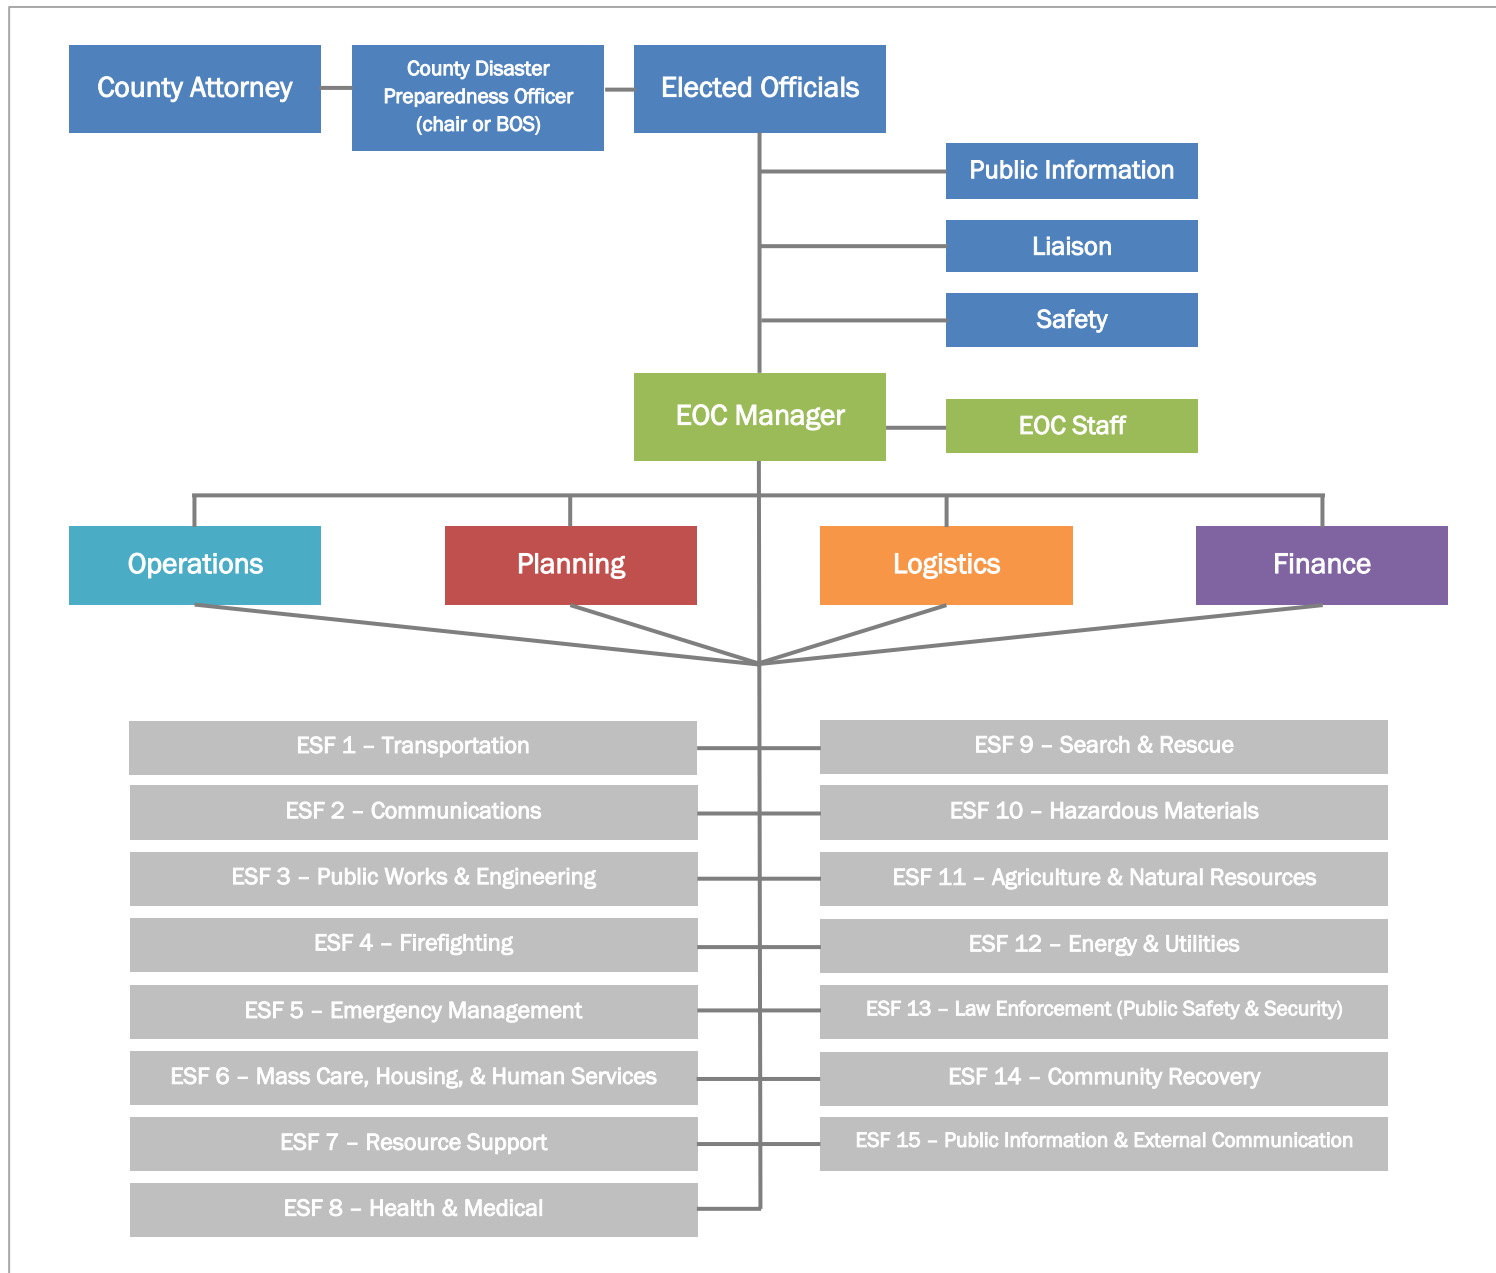 County Attorney
County Disaster
Preparedness Officer
(chair or BOS)
Elected Officials
Public Information
Liaison
Safety
EOC Manager
EOC Staff
Operations
Planning
Logistics
Finance
ESF 1 – Transportation
ESF 2 – Communications
ESF 3 – Public Works & Engineering
ESF 4 – Firefighting
ESF 5 – Emergency Management
ESF 6 – Mass Care, Housing, & Human Services
ESF 7 – Resource Support
ESF 8 – Health & Medical
ESF 9 – Search & Rescue
ESF 10 – Hazardous Materials
ESF 11 – Agriculture & Natural Resources
ESF 12 – Energy & Utilities
ESF 13 – Law Enforcement (Public Safety & Security)
ESF 14 – Community Recovery
ESF 15 – Public Information & External Communication